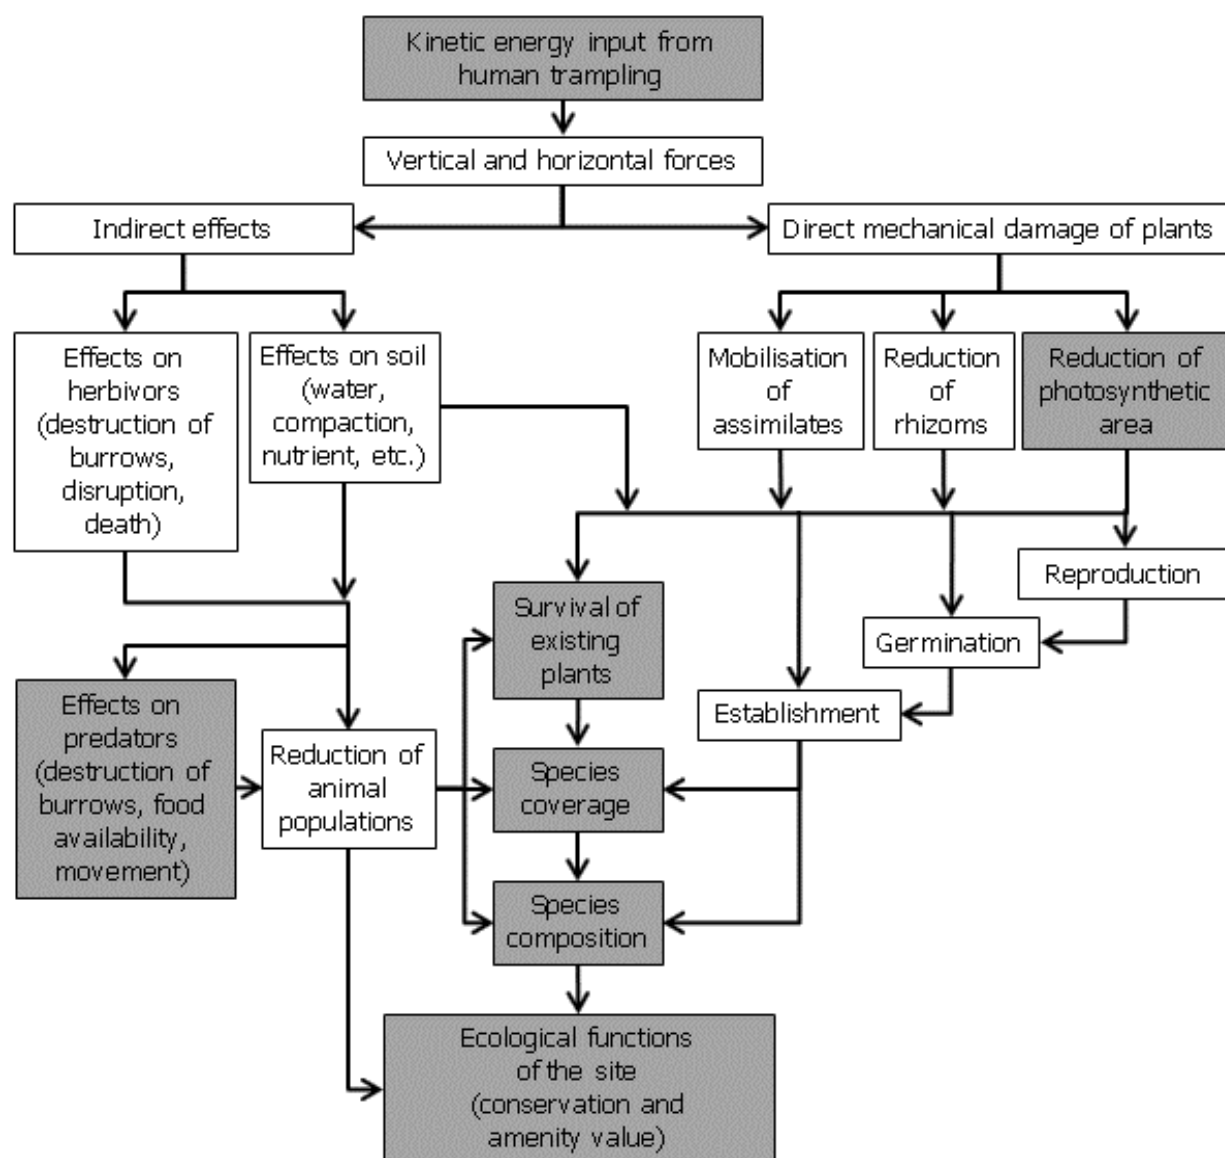 Kinetic energy input from
human trampling
Vertical and horizontal forces
Indirect effects
Direct mechanical damage of plants
Effects on
herbivors
(destruction of
burrows,
disruption,
death)
Effects on soil
(water,
compaction,
nutrient, etc.)
Mobilisation
of
assimilates
Reduction
of
rhizoms
Reduction of
photosynthetic
area
Reproduction
Survival of
existing
plants
Germination
Effects on
predators
(destruction of
burrows, food
availability,
movement)
Establishment
Reduction of
animal
populations
Species
coverage
Species
composition
Ecological functions
of the site
(conservation and
amenity value)